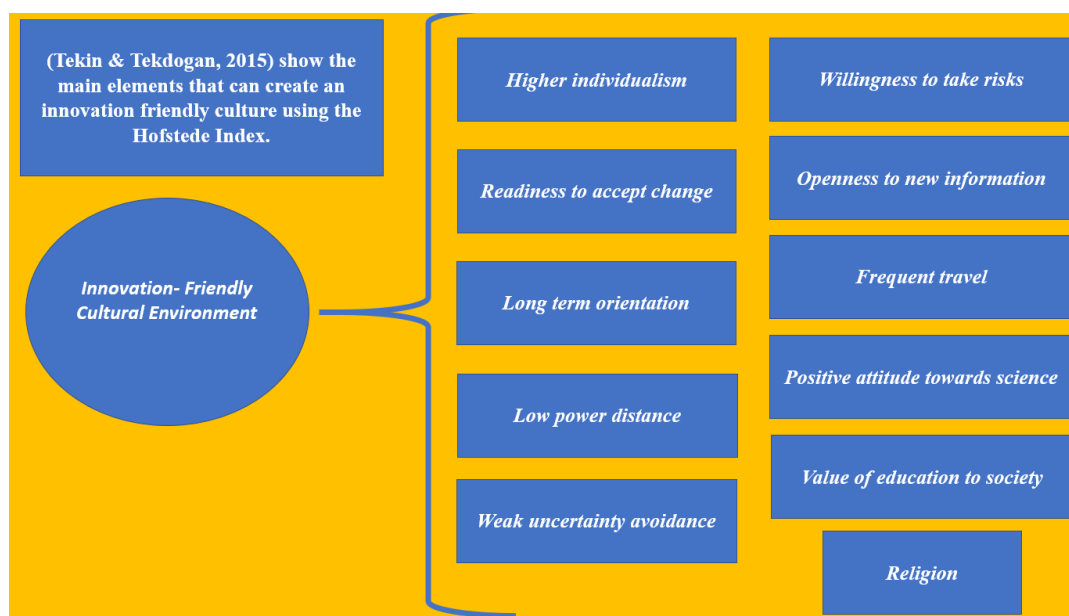 (Tekin & Tekdogan, 2015) show the
main elements that can create an
innovation friendly culture using the
Hofstede Index.
Innovation- Friendly
Cultural Environment
Higher individualism
Readiness to accept change
Long term orientation
Low power distance
Weak uncertainty avoidance
Willingness to take risks
Openness to new information
Frequent travel
Positive attitude towards science
Value of education to society
Religion